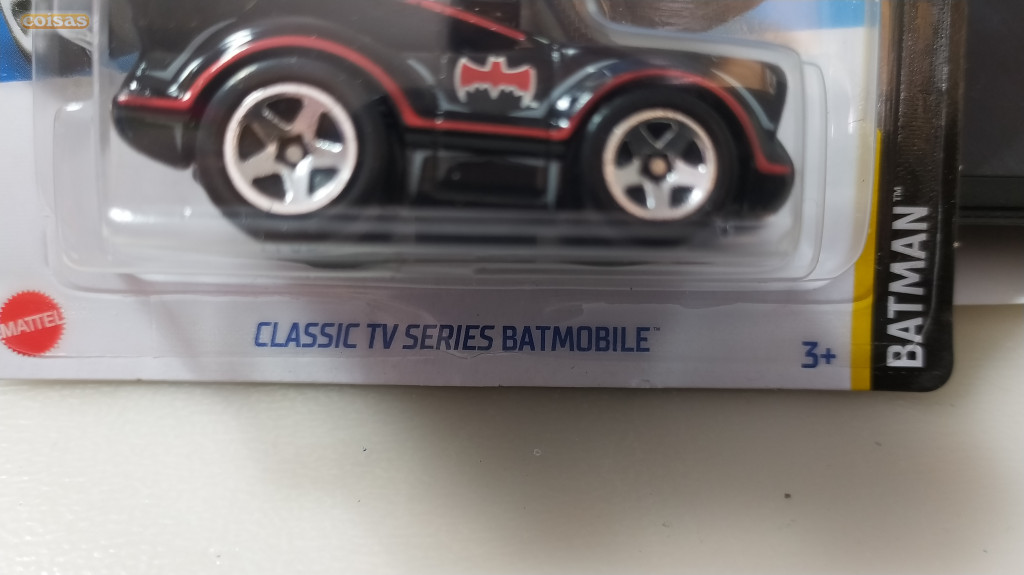 coisas
MATTEL
CLASSIC TV SERIES BATMOBILE™
3+
BATMAN™